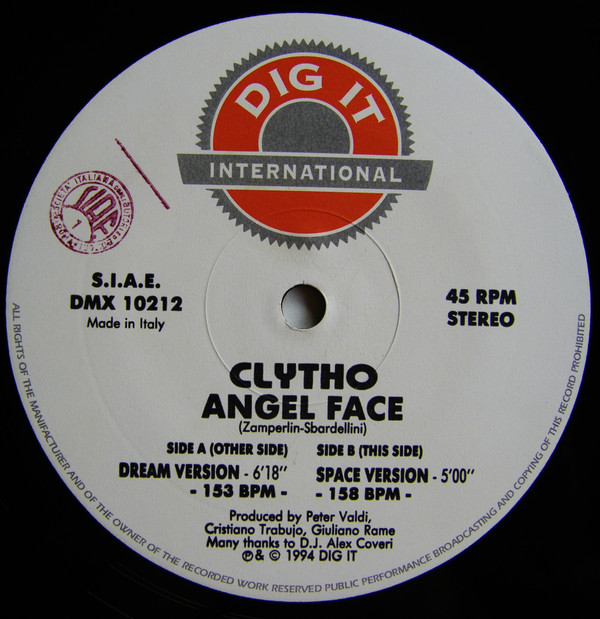 DIG IT
INTERNATIONAL
SIAE
1
S.I.A.E.
DMX 10212
Made in Italy
45 RPM
STEREO
CLYTHO
ANGEL FACE
(Zamperlin-Sbardellini)
SIDE A (OTHER SIDE)
DREAM VERSION - 6'18"
- 153 BPM -
SIDE B (THIS SIDE)
SPACE VERSION - 5'00"
- 158 BPM -
Produced by Peter Valdi,
Cristiano Trabujo, Giuliano Rame
Many thanks to D.J. Alex Coveri
℗& © 1994 DIG IT
ALL RIGHTS OF THE MANIFACTURER AND OF THE OWNER OF THE RECORDED WORK RESERVED PUBLIC PERFORMANCE BROADCASTING AND COPYING OF THIS RECORD PROHIBITED